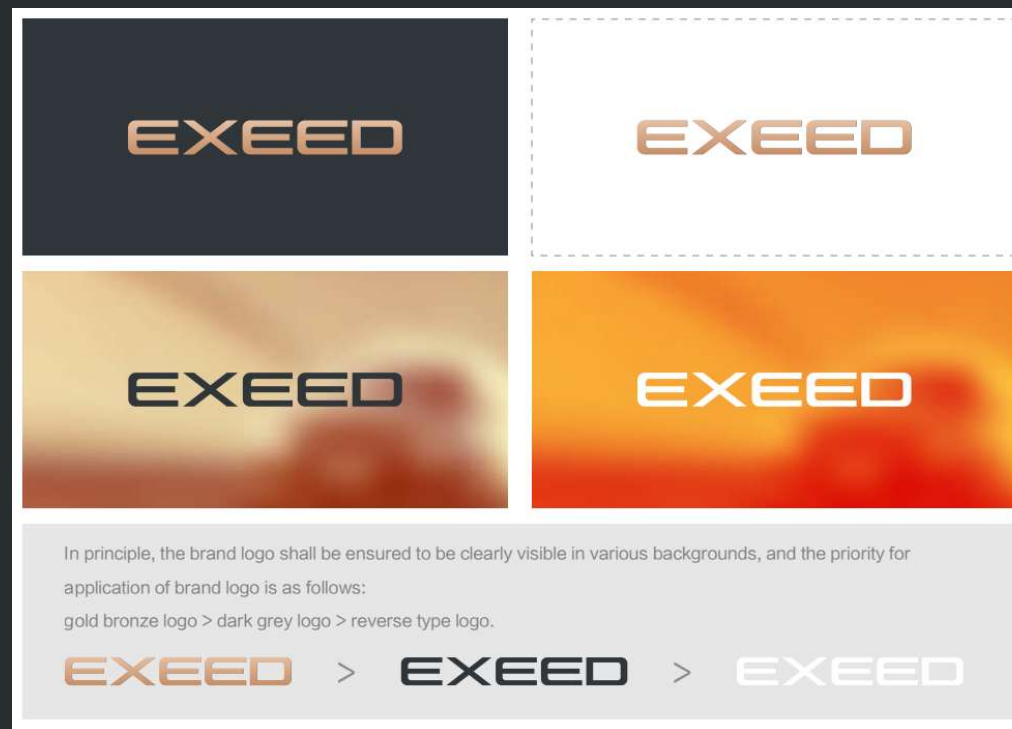 EXEED
EXEED
EXEED
EXEED
In principle, the brand logo shall be ensured to be clearly visible in various backgrounds, and the priority for
application of brand logo is as follows:
gold bronze logo > dark grey logo > reverse type logo.
EXEED > EXEED > EXEED